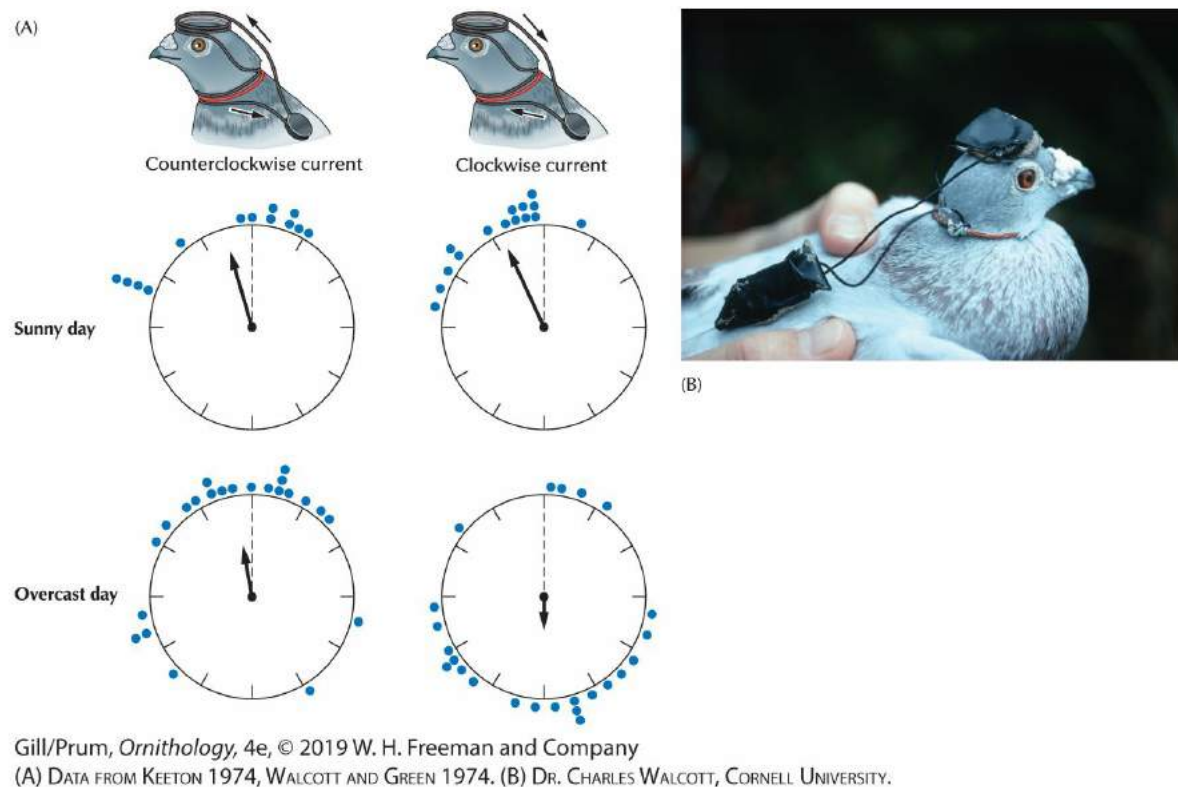 (A)
Counterclockwise current
Clockwise current
Sunny day
(B)
Overcast day
Gill/Prum, Ornithology, 4e, © 2019 W. H. Freeman and Company
(A) DATA FROM KEETON 1974, WALCOTT AND GREEN 1974. (B) DR. CHARLES WALCOTT, CORNELL UNIVERSITY.